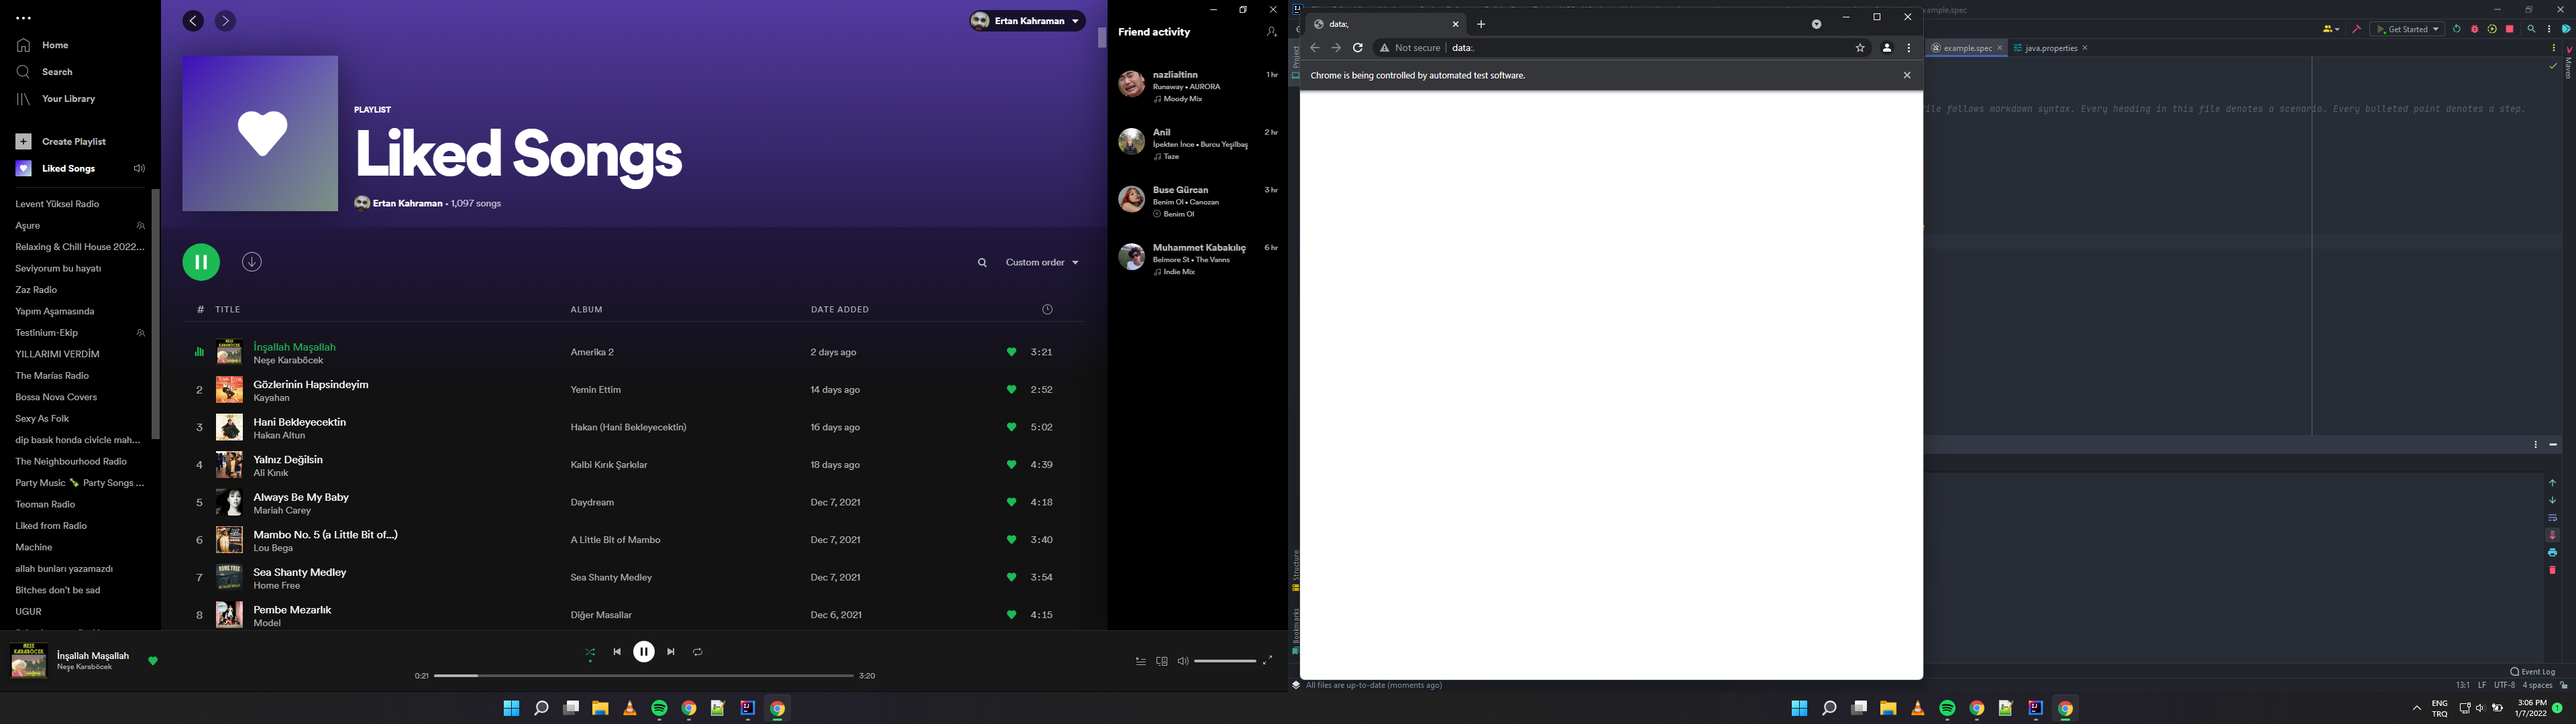 Home
Search
Your Library
Create Playlist
Liked Songs
Levent Yüksel Radio
Aşure
Relaxing & Chill House 2022...
Seviyorum bu hayatı
Zaz Radio
Yapım Aşamasında
Testinium-Ekip
YILLARIMI VERDİM
The Marías Radio
Bossa Nova Covers
Sexy As Folk
dip basık honda civicle mah...
The Neighbourhood Radio
Party Music 🍾 Party Songs ...
Teoman Radio
Liked from Radio
Machine
allah bunları yazamazdı
Bitches don't be sad
UGUR
Ertan Kahraman
PLAYLIST
Liked Songs
Ertan Kahraman • 1,097 songs
Custom order
# TITLE ALBUM DATE ADDED
İnşallah Maşallah
Neşe Karaböcek
Amerika 2 2 days ago 3:21
2 Gözlerinin Hapsindeyim
Kayahan
Yemin Ettim 14 days ago 2:52
3 Hani Bekleyecektin
Hakan Altun
Hakan (Hani Bekleyecektin) 16 days ago 5:02
4 Yalnız Değilsin
Ali Kınık
Kalbi Kırık Şarkılar 18 days ago 4:39
5 Always Be My Baby
Mariah Carey
Daydream Dec 7, 2021 4:18
6 Mambo No. 5 (a Little Bit of...)
Lou Bega
A Little Bit of Mambo Dec 7, 2021 3:40
7 Sea Shanty Medley
Home Free
Sea Shanty Medley Dec 7, 2021 3:54
8 Pembe Mezarlık
Model
Diğer Masallar Dec 6, 2021 4:15
Friend activity
nazlialtinn 1 hr
Runaway • AURORA
Moody Mix
Anil 2 hr
İpekten İnce • Burcu Yeşilbaş
Taze
Buse Gürcan 3 hr
Benim Ol • Canozan
Benim Ol
Muhammet Kabakılıç 6 hr
Belmore St • The Vanns
Indie Mix
İnşallah Maşallah
Neşe Karaböcek
0:21 3:20
data:,
Not secure data:,
Chrome is being controlled by automated test software.
example.spec
Get Started
example.spec java.properties
Project
Maven
ile follows markdown syntax. Every heading in this file denotes a scenario. Every bulleted point denotes a step.
Structure
Bookmarks
Event Log
All files are up-to-date (moments ago)
13:1 LF UTF-8 4 spaces
ENG
TRQ
3:06 PM
1/7/2022
1